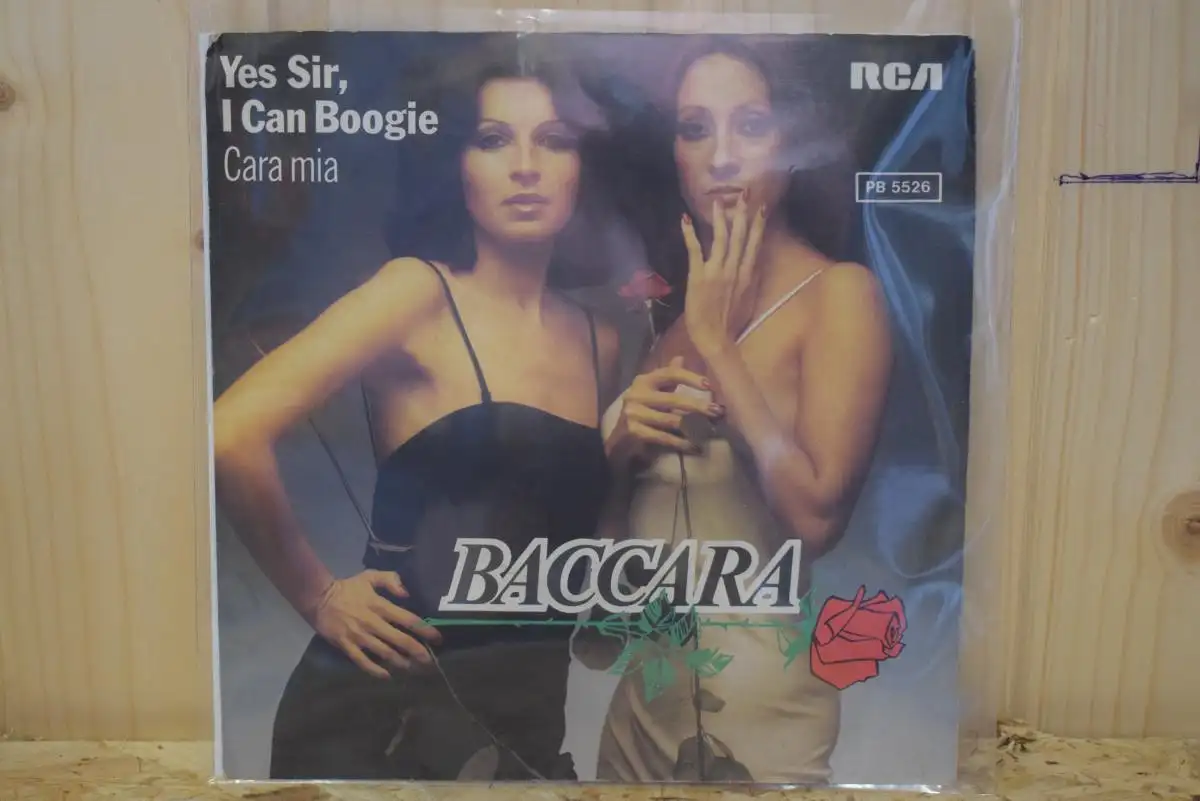 Yes Sir,
I Can Boogie
Cara mia
RCA
PB 5526
BACCARA